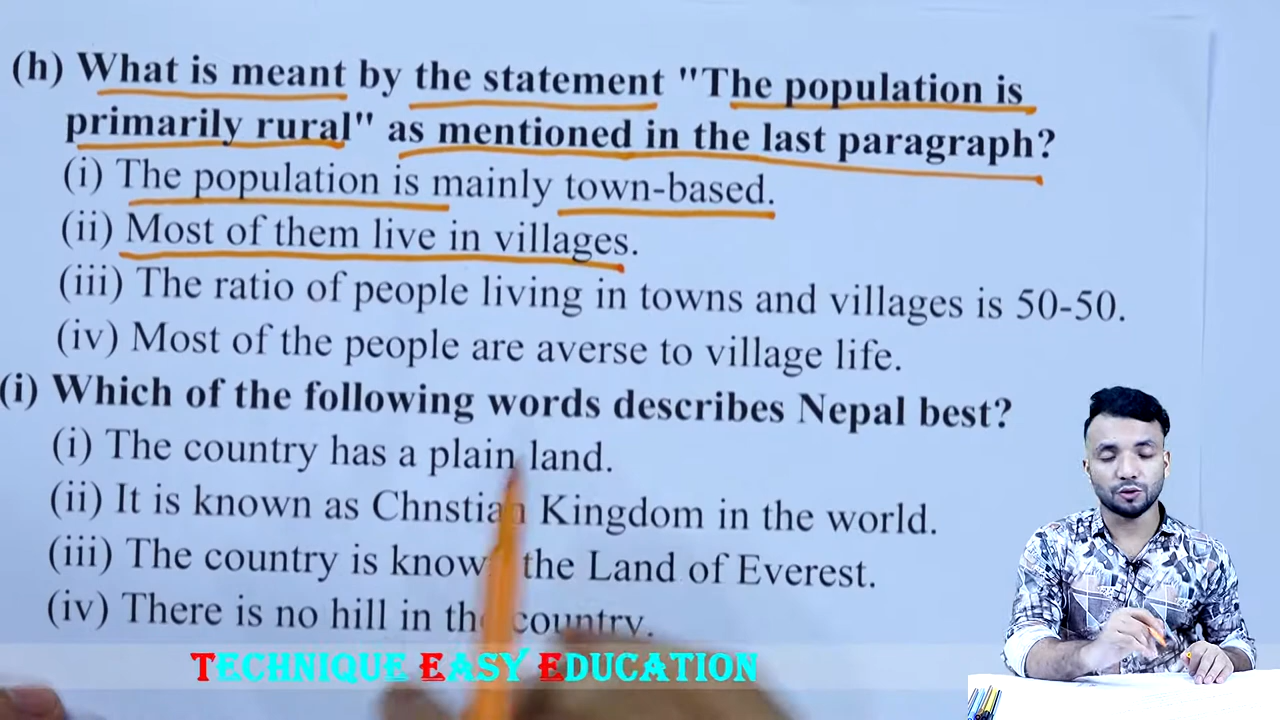 (h) What is meant by the statement "The population is
primarily rural" as mentioned in the last paragraph?
(i) The population is mainly town-based.
(ii) Most of them live in villages.
(iii) The ratio of people living in towns and villages is 50-50.
(iv) Most of the people are averse to village life.
(i) Which of the following words describes Nepal best?
(i) The country has a plain land.
(ii) It is known as Chnstian Kingdom in the world.
(iii) The country is know the Land of Everest.
(iv) There is no hill in the country.
TECHNIQUE EASY EDUCATION